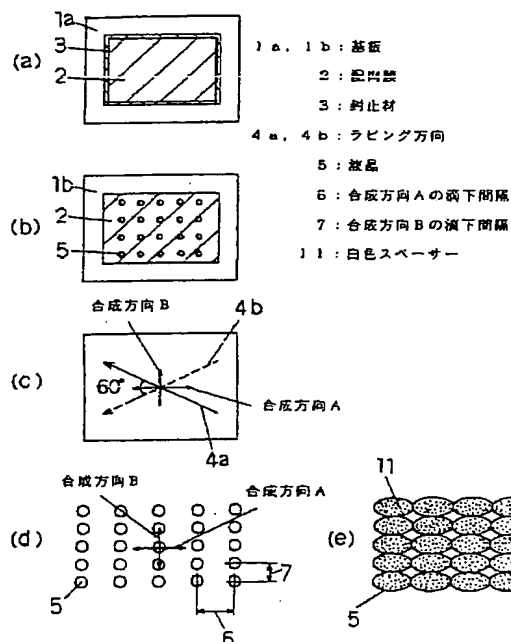 1a
3
(a)
2
1a, 1b : 基板
2 : 配向膜
3 : 封止材
4a, 4b : ラビング方向
5 : 液晶
6 : 合成方向Aの滴下間隔
7 : 合成方向Bの滴下間隔
11 : 白色スペーサー
1b
2
(b)
5
合成方向B
4b
(c)
60°
合成方向A
4a
合成方向B
合成方向A
11
(d)
(e)
7
5
6
5